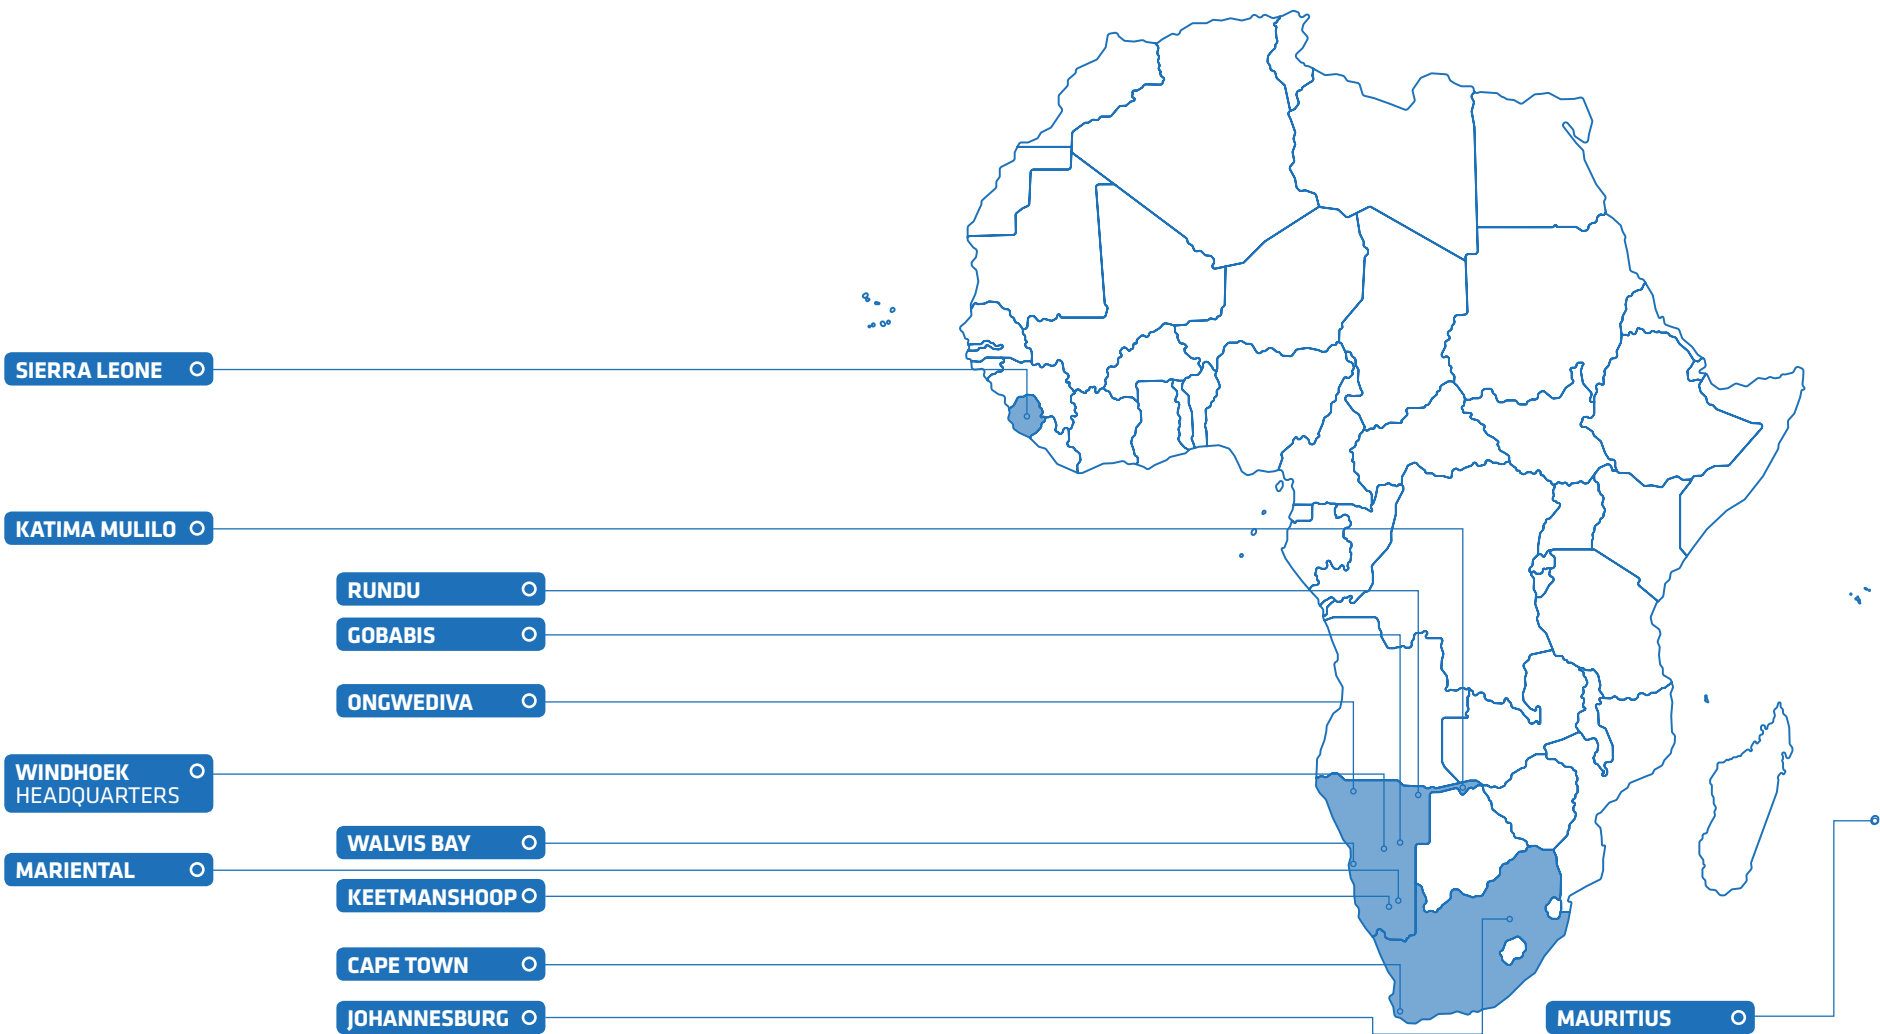 SIERRA LEONE
KATIMA MULILO
RUNDU
GOBABIS
ONGWEDIVA
WINDHOEK
HEADQUARTERS
WALVIS BAY
MARIENTAL
KEETMANSHOOP
CAPE TOWN
JOHANNESBURG
MAURITIUS